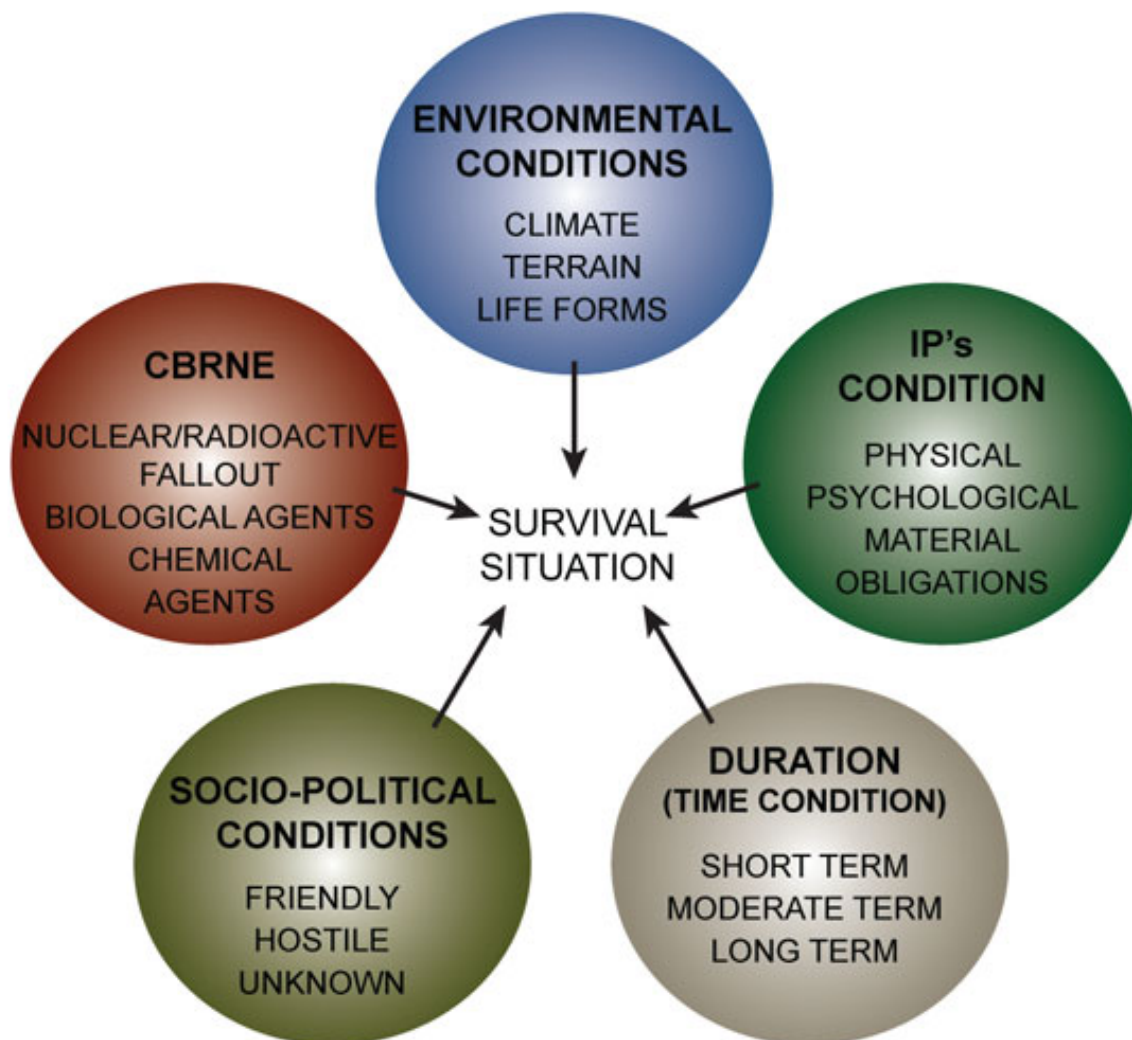 ENVIRONMENTAL
CONDITIONS
CLIMATE
TERRAIN
LIFE FORMS
CBRNE
NUCLEAR/RADIOACTIVE
FALLOUT
BIOLOGICAL AGENTS
CHEMICAL
AGENTS
IP's
CONDITION
PHYSICAL
PSYCHOLOGICAL
MATERIAL
OBLIGATIONS
SURVIVAL
SITUATION
SOCIO-POLITICAL
CONDITIONS
FRIENDLY
HOSTILE
UNKNOWN
DURATION
(TIME CONDITION)
SHORT TERM
MODERATE TERM
LONG TERM